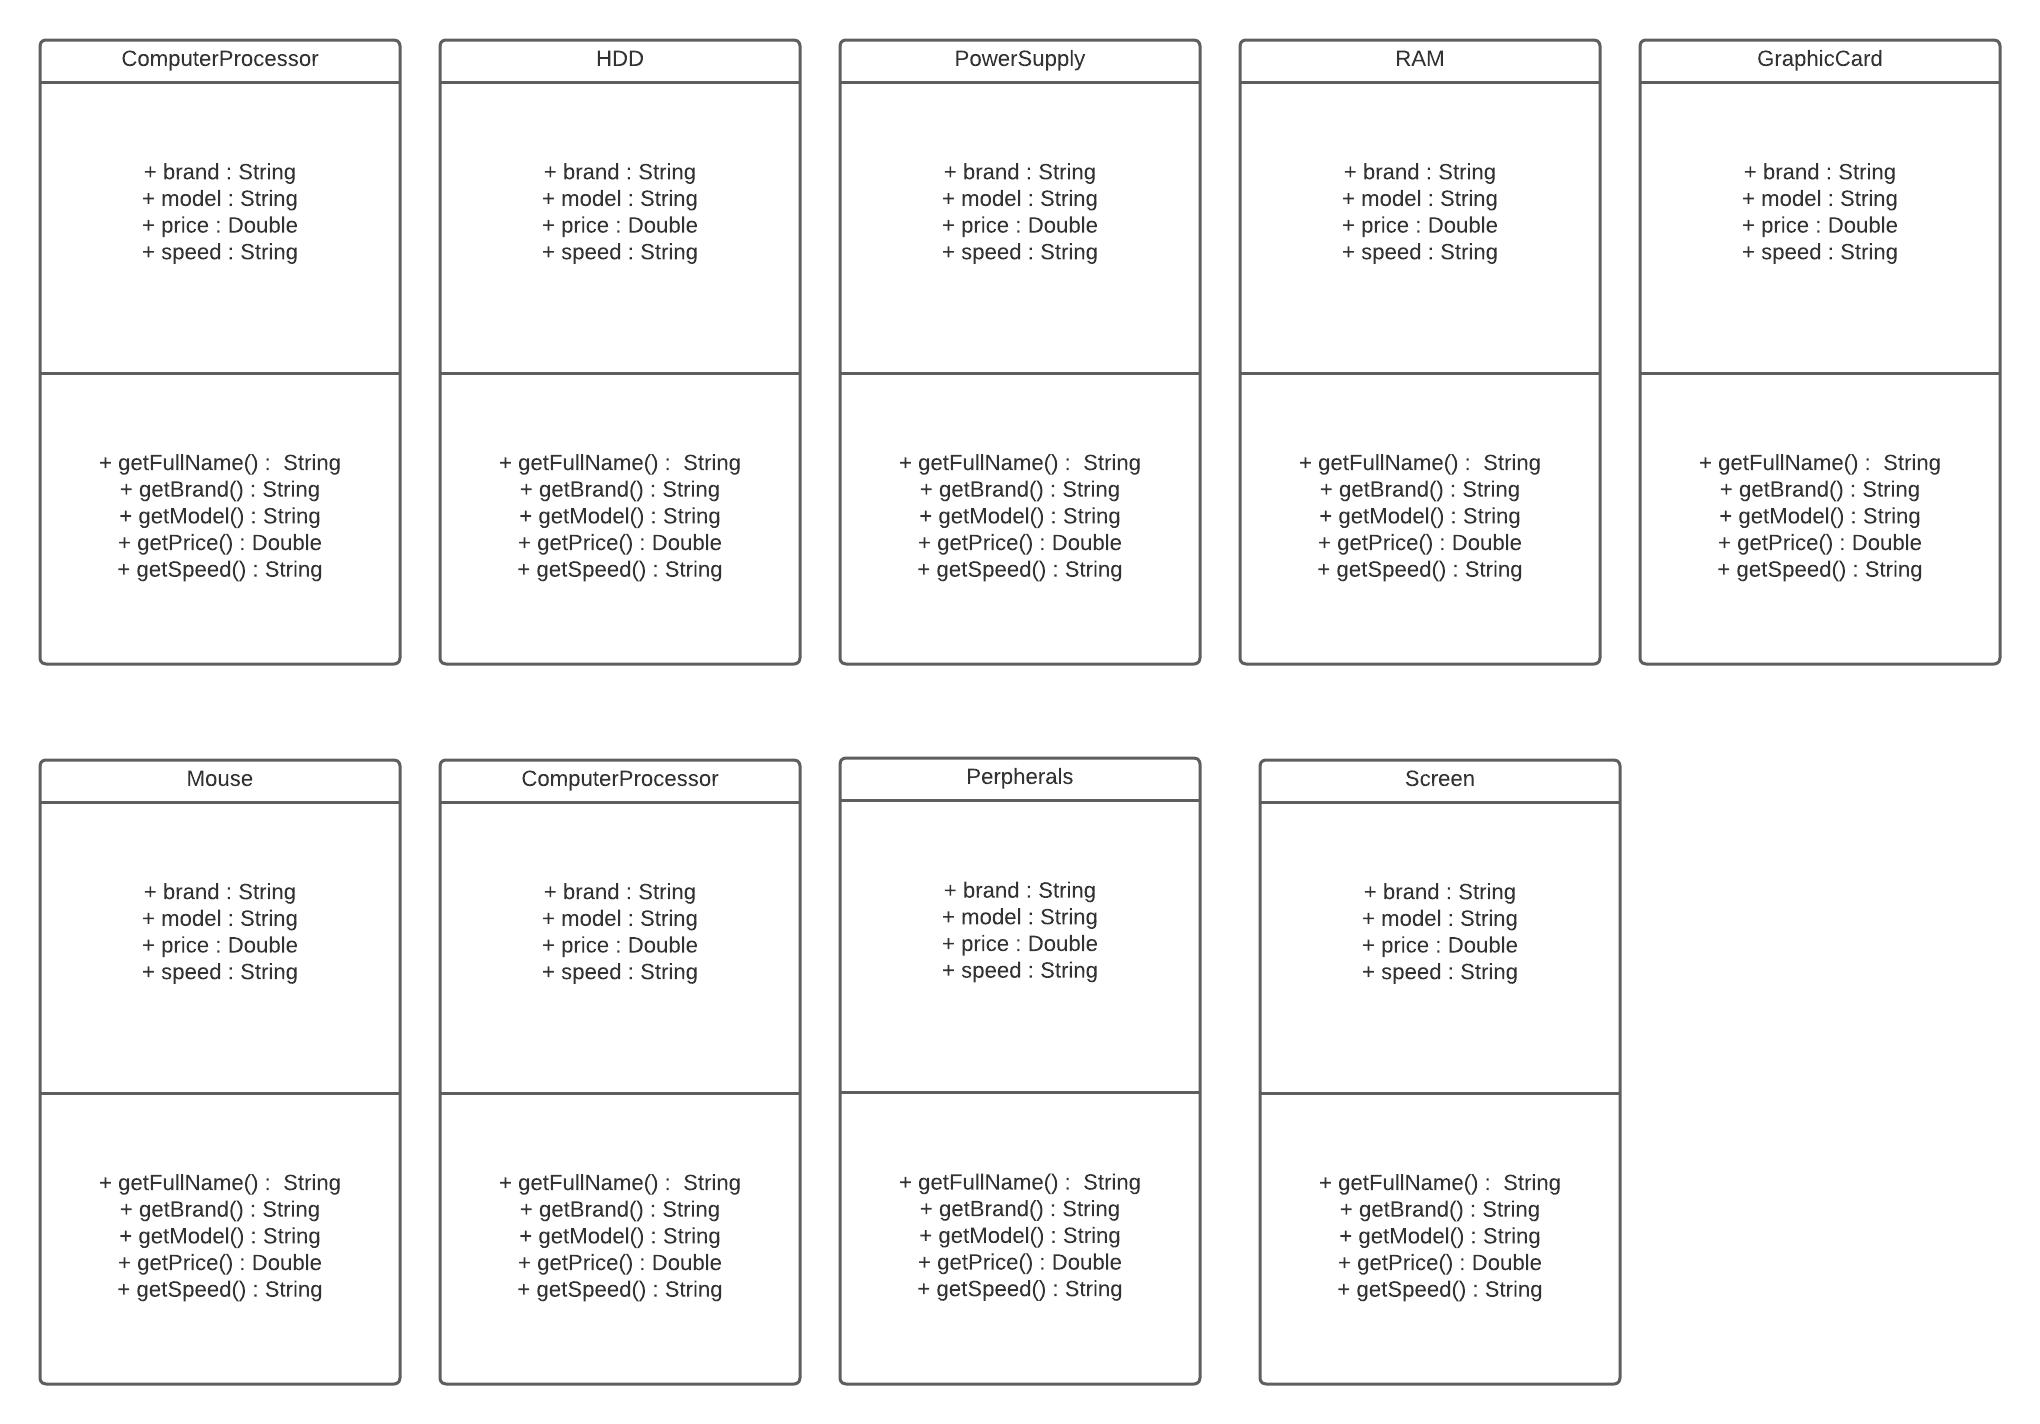 ComputerProcessor
+ brand : String
+ model : String
+ price : Double
+ speed : String
+ getFullName() :  String
+ getBrand() : String
+ getModel() : String
+ getPrice() : Double
+ getSpeed() : String
HDD
+ brand : String
+ model : String
+ price : Double
+ speed : String
+ getFullName() :  String
+ getBrand() : String
+ getModel() : String
+ getPrice() : Double
+ getSpeed() : String
PowerSupply
+ brand : String
+ model : String
+ price : Double
+ speed : String
+ getFullName() :  String
+ getBrand() : String
+ getModel() : String
+ getPrice() : Double
+ getSpeed() : String
RAM
+ brand : String
+ model : String
+ price : Double
+ speed : String
+ getFullName() :  String
+ getBrand() : String
+ getModel() : String
+ getPrice() : Double
+ getSpeed() : String
GraphicCard
+ brand : String
+ model : String
+ price : Double
+ speed : String
+ getFullName() :  String
+ getBrand() : String
+ getModel() : String
+ getPrice() : Double
+ getSpeed() : String
Mouse
+ brand : String
+ model : String
+ price : Double
+ speed : String
+ getFullName() :  String
+ getBrand() : String
+ getModel() : String
+ getPrice() : Double
+ getSpeed() : String
ComputerProcessor
+ brand : String
+ model : String
+ price : Double
+ speed : String
+ getFullName() :  String
+ getBrand() : String
+ getModel() : String
+ getPrice() : Double
+ getSpeed() : String
Perpherals
+ brand : String
+ model : String
+ price : Double
+ speed : String
+ getFullName() :  String
+ getBrand() : String
+ getModel() : String
+ getPrice() : Double
+ getSpeed() : String
Screen
+ brand : String
+ model : String
+ price : Double
+ speed : String
+ getFullName() :  String
+ getBrand() : String
+ getModel() : String
+ getPrice() : Double
+ getSpeed() : String